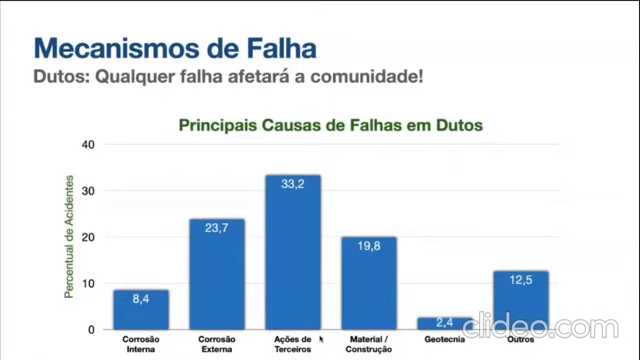 Mecanismos de Falha
Dutos: Qualquer falha afetará a comunidade!
Principais Causas de Falhas em Dutos
Percentual de Acidentes
40
30
20
10
0
8,4
23,7
33,2
19,8
2,4
12,5
Corrosão
Interna
Corrosão
Externa
Ações de
Terceiros
Material /
Construção
Geotecnia
Outros
clideo.com